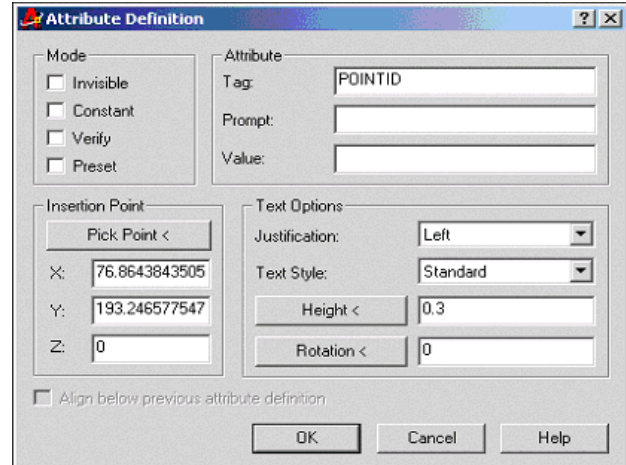 Attribute Definition
Mode
Invisible
Constant
Verify
Preset
Attribute
Tag: POINTID
Prompt:
Value:
Insertion Point
Pick Point <
X: 76.8643843505
Y: 193.246577547
Z: 0
Text Options
Justification: Left
Text Style: Standard
Height < 0.3
Rotation < 0
Align below previous attribute definition
OK Cancel Help